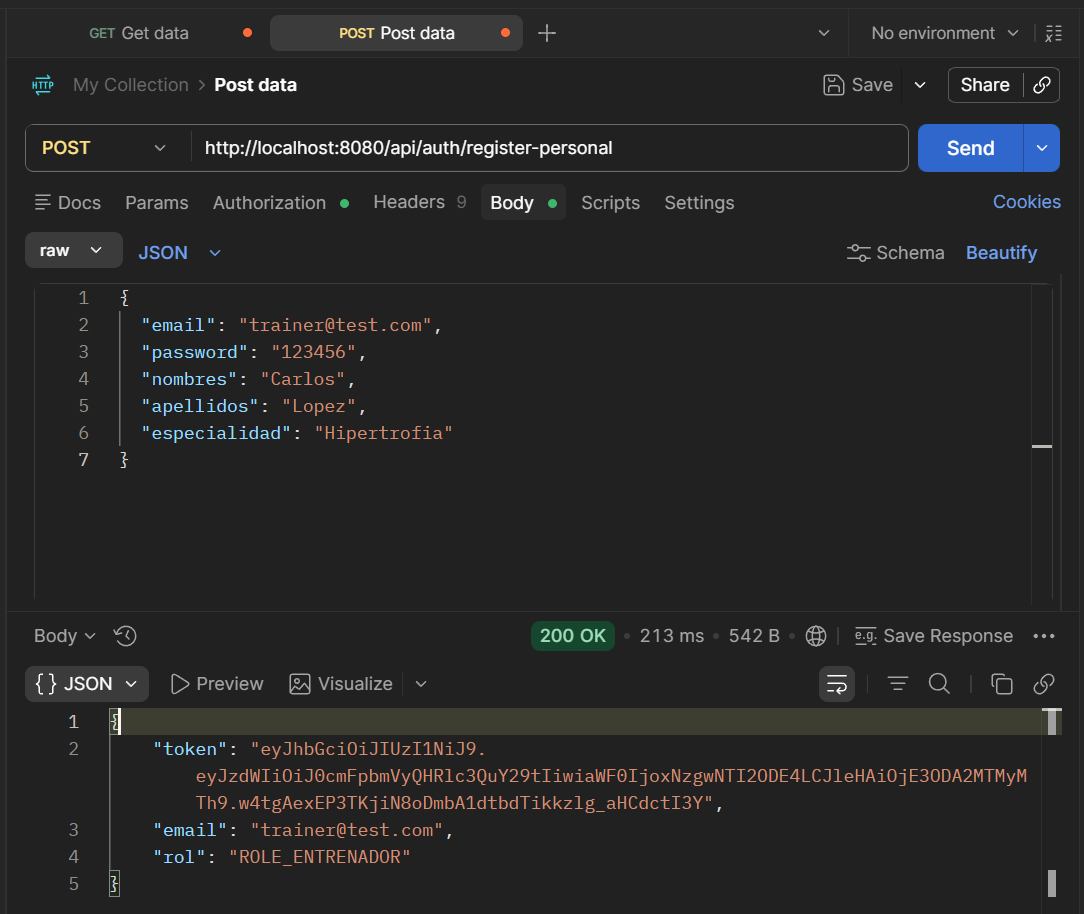 GET Get data
POST Post data
No environment
HTTP My Collection > Post data
Save
Share
POST
http://localhost:8080/api/auth/register-personal
Send
Docs Params Authorization Headers 9 Body Scripts Settings
Cookies
raw
JSON
Schema
Beautify
1 {
2 "email": "trainer@test.com",
3 "password": "123456",
4 "nombres": "Carlos",
5 "apellidos": "Lopez",
6 "especialidad": "Hipertrofia"
7 }
Body
200 OK • 213 ms • 542 B •
e.g. Save Response
{} JSON
Preview
Visualize
1 {
2 "token": "eyJhbGciOiJIUzI1NiJ9.
eyJzdWIiOiJ0cmFpbmVyQHRlc3QuY29tIiwiaWF0IjoxNzgwNTI2ODE4LCJleHAiOjE3ODA2MTMyM
Th9.w4tgAexEP3TKjiN8oDmbA1dtbdTikkzlg_aHCdctI3Y",
3 "email": "trainer@test.com",
4 "rol": "ROLE_ENTRENADOR"
5 }